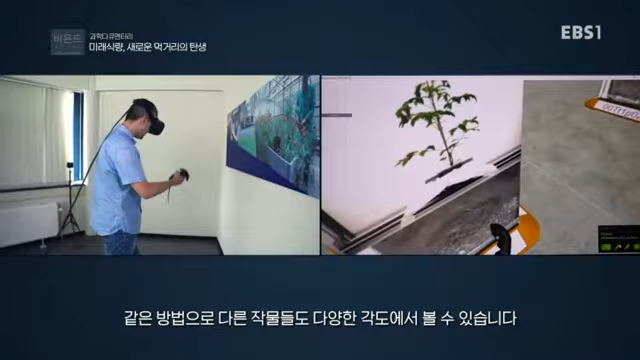 비욘드
과학다큐멘터리
미래식량, 새로운 먹거리의 탄생
EBS1
같은 방법으로 다른 작물들도 다양한 각도에서 볼 수 있습니다